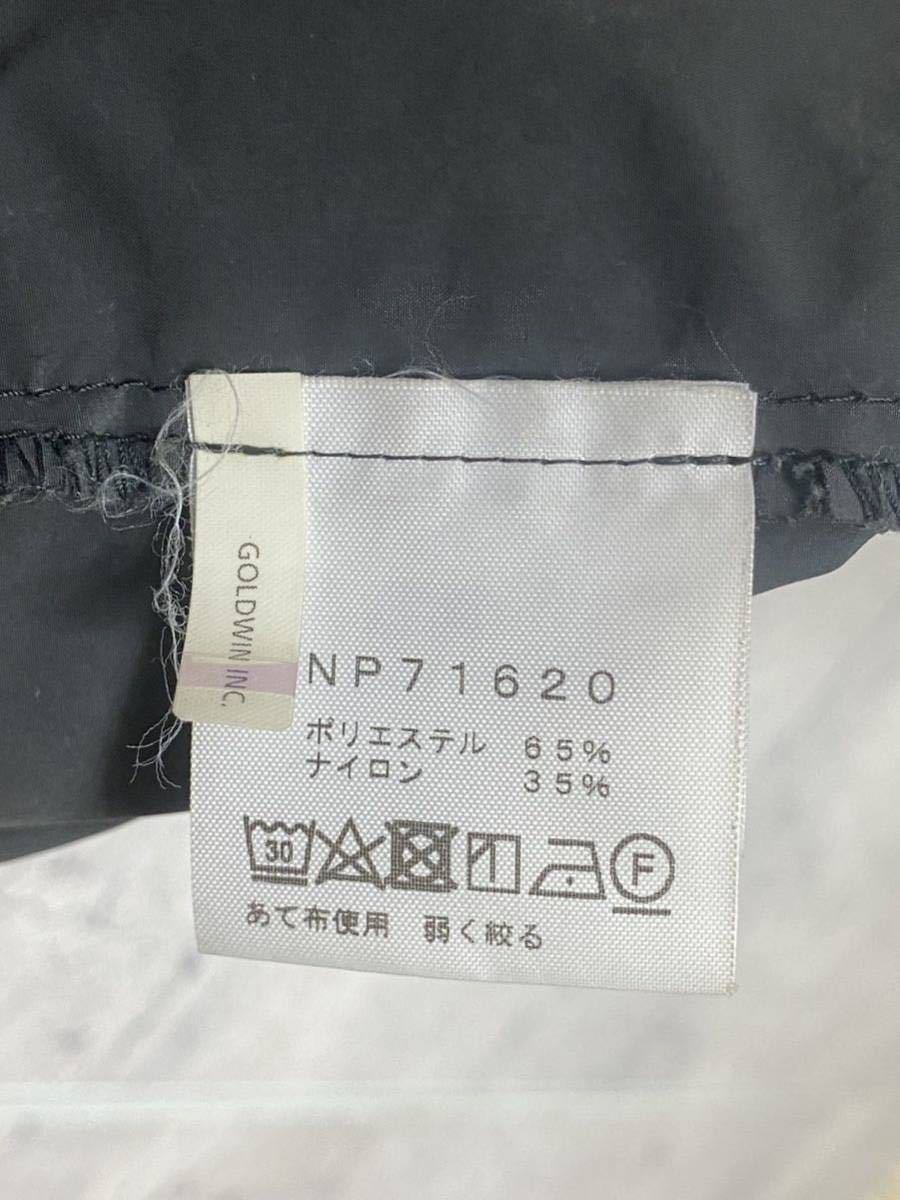 GOLDWIN INC.
NP71620
ポリエステル 65%
ナイロン 35%
30
F
あて布使用 弱く絞る